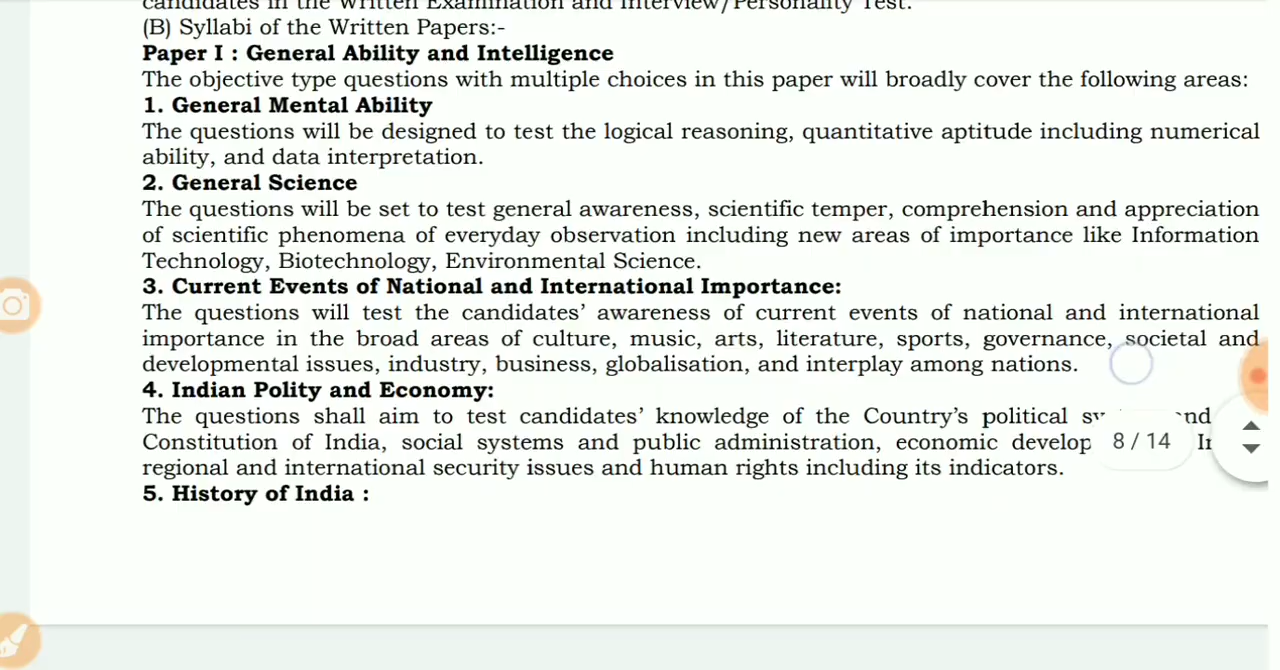 candidates in the Written Examination and Interview/Personality Test.
(B) Syllabi of the Written Papers:-
Paper I : General Ability and Intelligence
The objective type questions with multiple choices in this paper will broadly cover the following areas:
1. General Mental Ability
The questions will be designed to test the logical reasoning, quantitative aptitude including numerical
ability, and data interpretation.
2. General Science
The questions will be set to test general awareness, scientific temper, comprehension and appreciation
of scientific phenomena of everyday observation including new areas of importance like Information
Technology, Biotechnology, Environmental Science.
3. Current Events of National and International Importance:
The questions will test the candidates’ awareness of current events of national and international
importance in the broad areas of culture, music, arts, literature, sports, governance, societal and
developmental issues, industry, business, globalisation, and interplay among nations.
4. Indian Polity and Economy:
The questions shall aim to test candidates’ knowledge of the Country’s political
Constitution of India, social systems and public administration, economic develop
8 / 14
regional and international security issues and human rights including its indicators.
5. History of India :